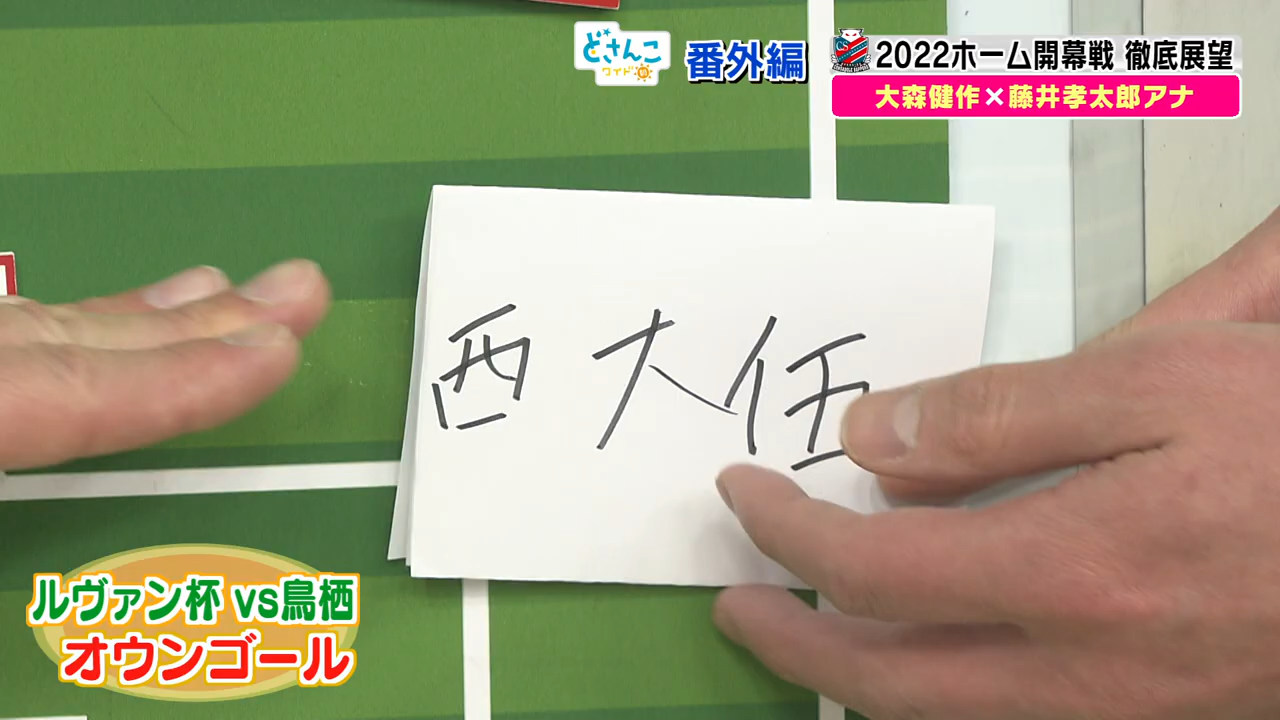 どさんこ
ワイド
番外編
2022ホーム開幕戦 徹底展望
大森健作×藤井孝太郎アナ
西 大伍
ルヴァン杯 vs鳥栖
オウンゴール